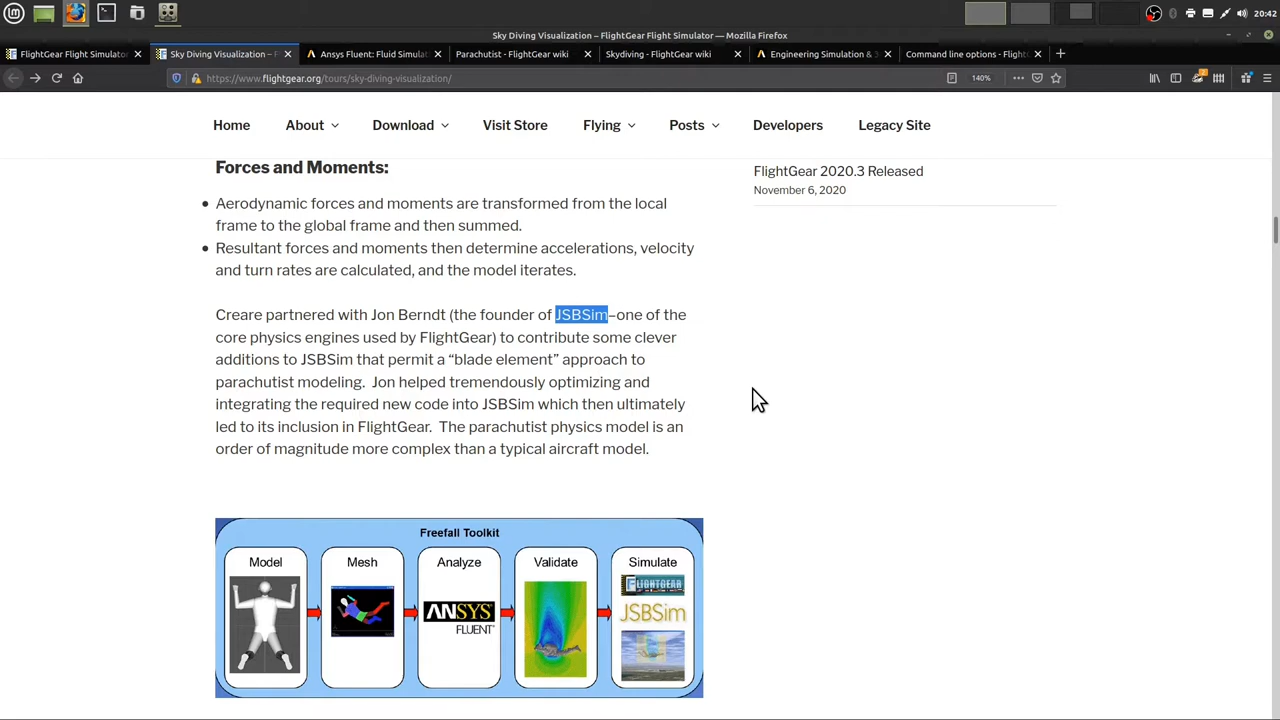 20:42
Sky Diving Visualization – FlightGear Flight Simulator — Mozilla Firefox
FlightGear Flight Simulator
Sky Diving Visualization – F
Ansys Fluent: Fluid Simulat
Parachutist - FlightGear wiki
Skydiving - FlightGear wiki
Engineering Simulation & 3
Command line options - Flight
https://www.flightgear.org/tours/sky-diving-visualization/
140%
Home
About
Download
Visit Store
Flying
Posts
Developers
Legacy Site
Forces and Moments:
• Aerodynamic forces and moments are transformed from the local
frame to the global frame and then summed.
• Resultant forces and moments then determine accelerations, velocity
and turn rates are calculated, and the model iterates.
Creare partnered with Jon Berndt (the founder of JSBSim–one of the
core physics engines used by FlightGear) to contribute some clever
additions to JSBSim that permit a “blade element” approach to
parachutist modeling.  Jon helped tremendously optimizing and
integrating the required new code into JSBSim which then ultimately
led to its inclusion in FlightGear.  The parachutist physics model is an
order of magnitude more complex than a typical aircraft model.
FlightGear 2020.3 Released
November 6, 2020
Freefall Toolkit
Model
Mesh
Analyze
Validate
Simulate
ANSYS
FLUENT
FLIGHTGEAR
JSBSim